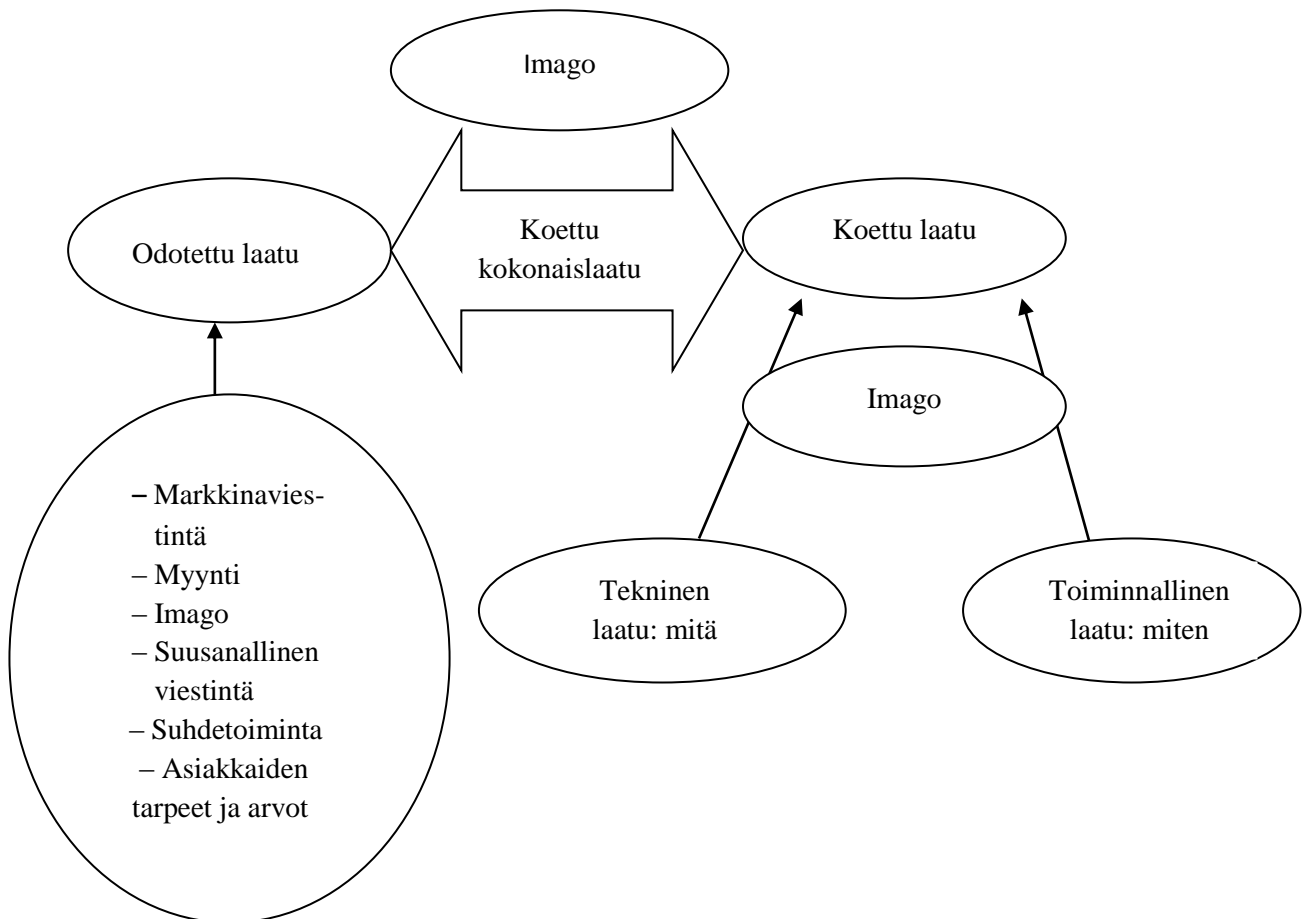 Imago
Odotettu laatu
Koettu
kokonaislaatu
Koettu laatu
Imago
– Markkinavies-
tintä
– Myynti
– Imago
– Suusanallinen
viestintä
– Suhdetoiminta
– Asiakkaiden
tarpeet ja arvot
Tekninen
laatu: mitä
Toiminnallinen
laatu: miten